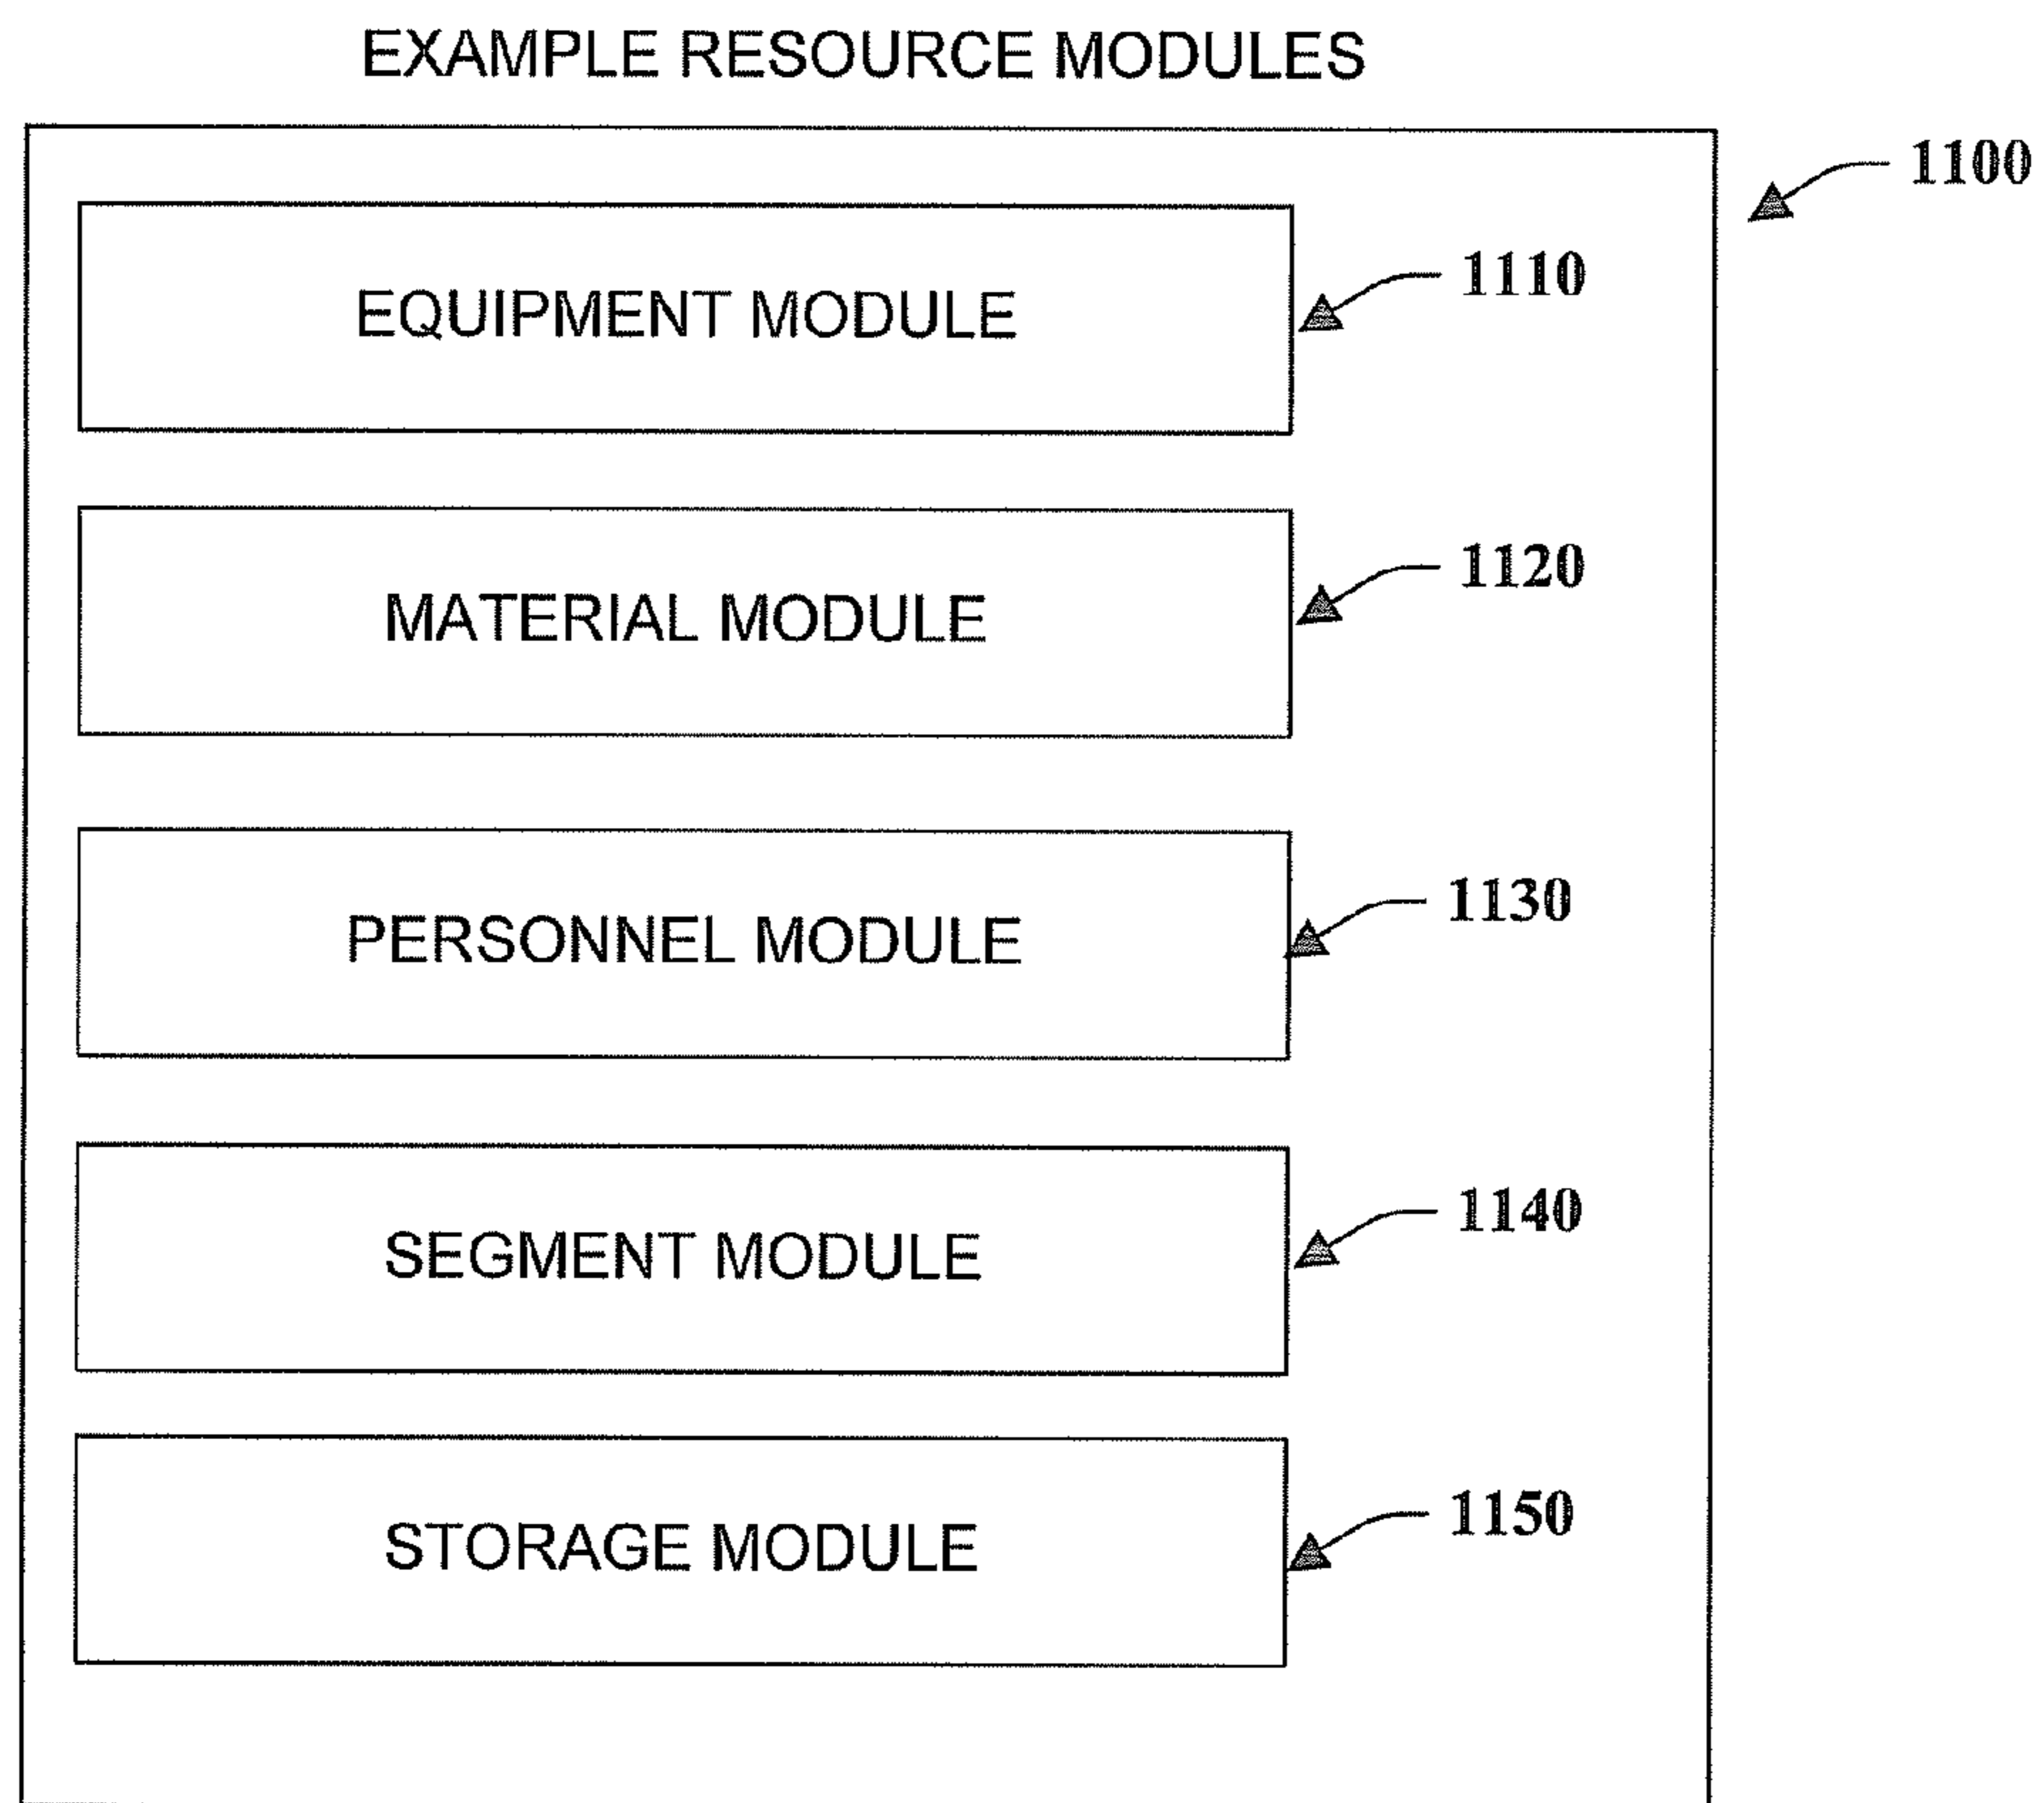 EXAMPLE RESOURCE MODULES
1100
EQUIPMENT MODULE
1110
MATERIAL MODULE
1120
PERSONNEL MODULE
1130
SEGMENT MODULE
1140
STORAGE MODULE
1150